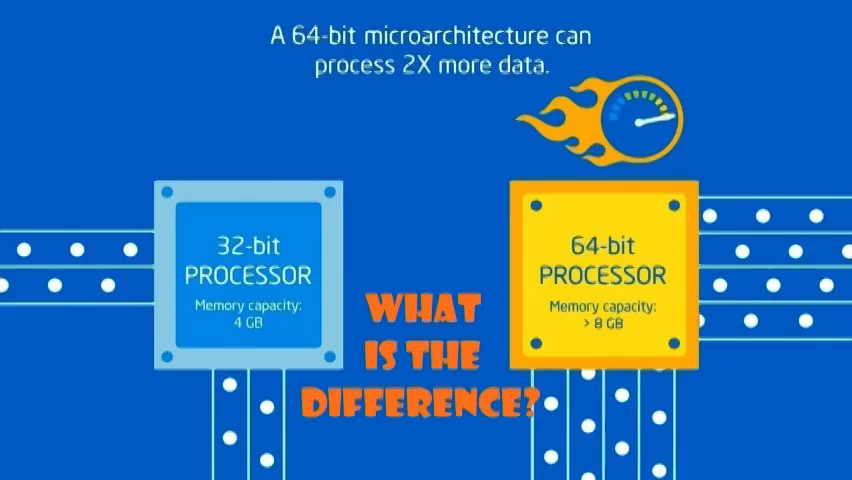 A 64-bit microarchitecture can
process 2X more data.
32-bit
PROCESSOR
Memory capacity:
4 GB
64-bit
PROCESSOR
Memory capacity:
> 8 GB
WHAT
IS THE
DIFFERENCE?